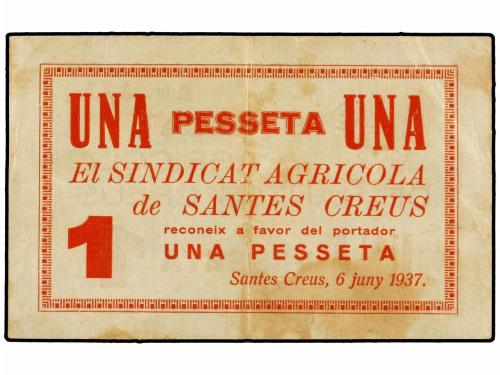 UNA PESSETA UNA
El SINDICAT AGRICOLA
de SANTES CREUS
reconeix a favor del portador
1 UNA PESSETA
Santes Creus, 6 juny 1937.